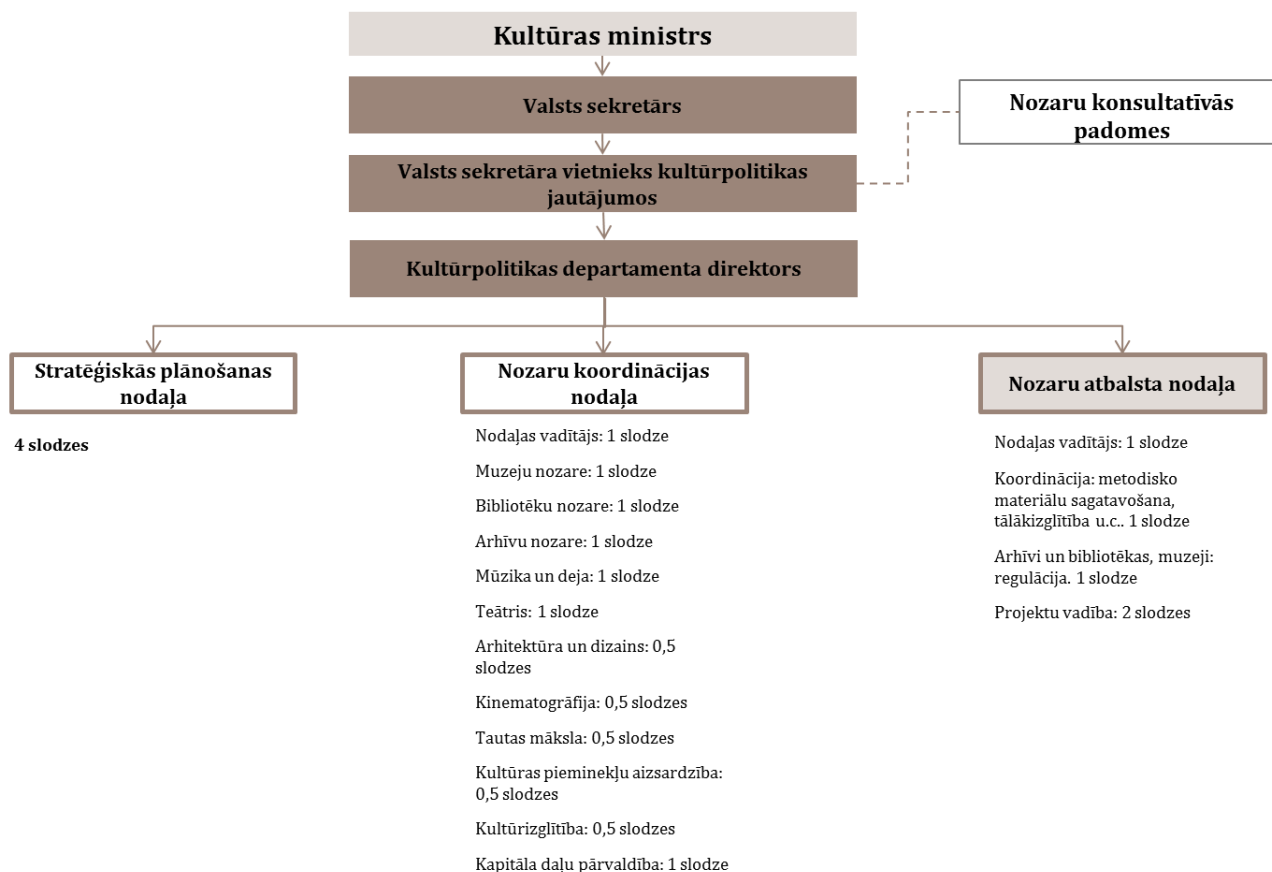 Kultūras ministrs
Valsts sekretārs
Nozaru konsultatīvās
padomes
Valsts sekretāra vietnieks kultūrpolitikas
jautājumos
Kultūrpolitikas departamenta direktors
Stratēģiskās plānošanas
nodaļa
4 slodzes
Nozaru koordinācijas
nodaļa
Nodaļas vadītājs: 1 slodze
Muzeju nozare: 1 slodze
Bibliotēku nozare: 1 slodze
Arhīvu nozare: 1 slodze
Mūzika un deja: 1 slodze
Teātris: 1 slodze
Arhitektūra un dizains: 0,5
slodzes
Kinematogrāfija: 0,5 slodzes
Tautas māksla: 0,5 slodzes
Kultūras pieminekļu aizsardzība:
0,5 slodzes
Kultūrizglītība: 0,5 slodzes
Kapitāla daļu pārvaldība: 1 slodze
Nozaru atbalsta nodaļa
Nodaļas vadītājs: 1 slodze
Koordinācija: metodisko
materiālu sagatavošana,
tālākizglītība u.c.. 1 slodze
Arhīvi un bibliotēkas, muzeji:
regulācija. 1 slodze
Projektu vadība: 2 slodzes